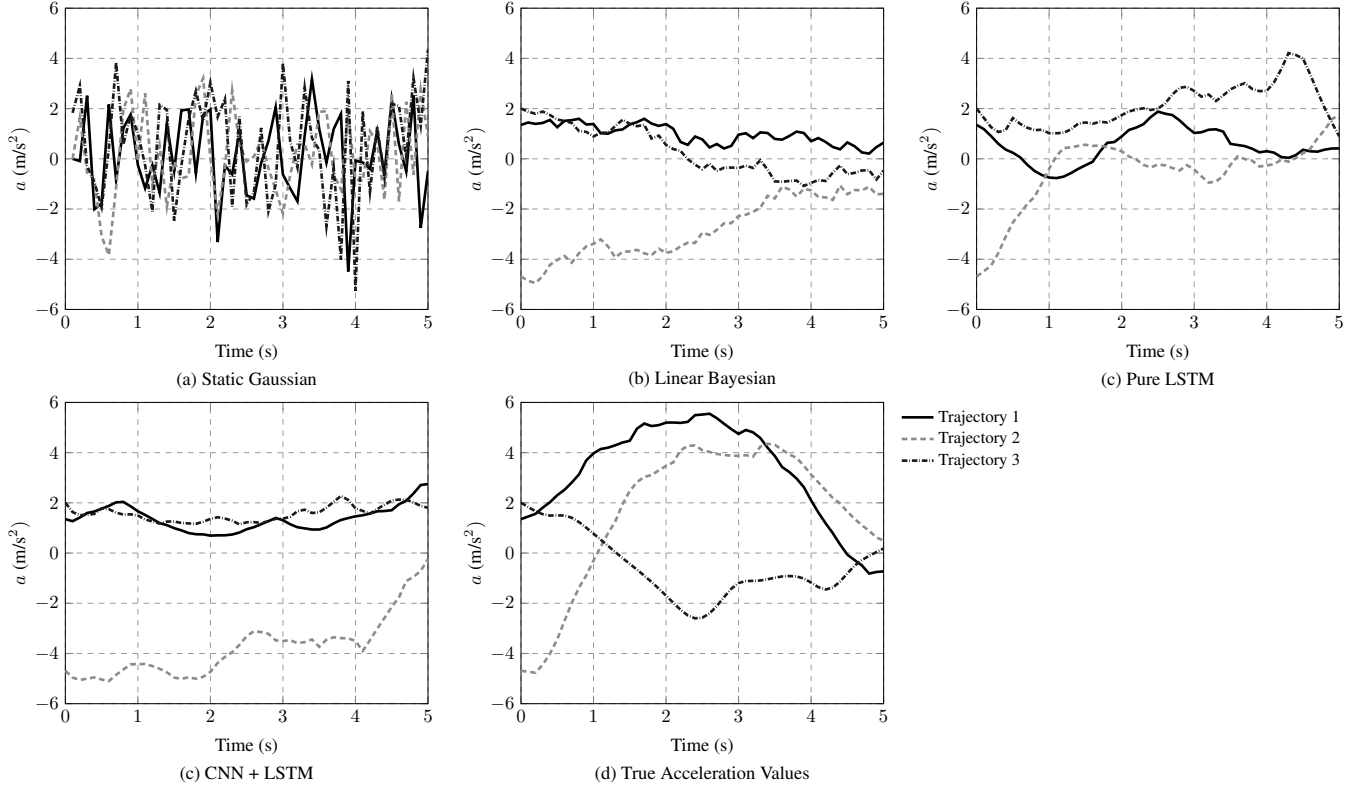 6
4
2
0
−2
−4
−6
a (m/s²)
0 1 2 3 4 5
Time (s)
(a) Static Gaussian
6
4
2
0
−2
−4
−6
a (m/s²)
0 1 2 3 4 5
Time (s)
(b) Linear Bayesian
6
4
2
0
−2
−4
−6
a (m/s²)
0 1 2 3 4 5
Time (s)
(c) Pure LSTM
6
4
2
0
−2
−4
−6
a (m/s²)
0 1 2 3 4 5
Time (s)
(c) CNN + LSTM
6
4
2
0
−2
−4
−6
a (m/s²)
0 1 2 3 4 5
Time (s)
(d) True Acceleration Values
Trajectory 1
Trajectory 2
Trajectory 3